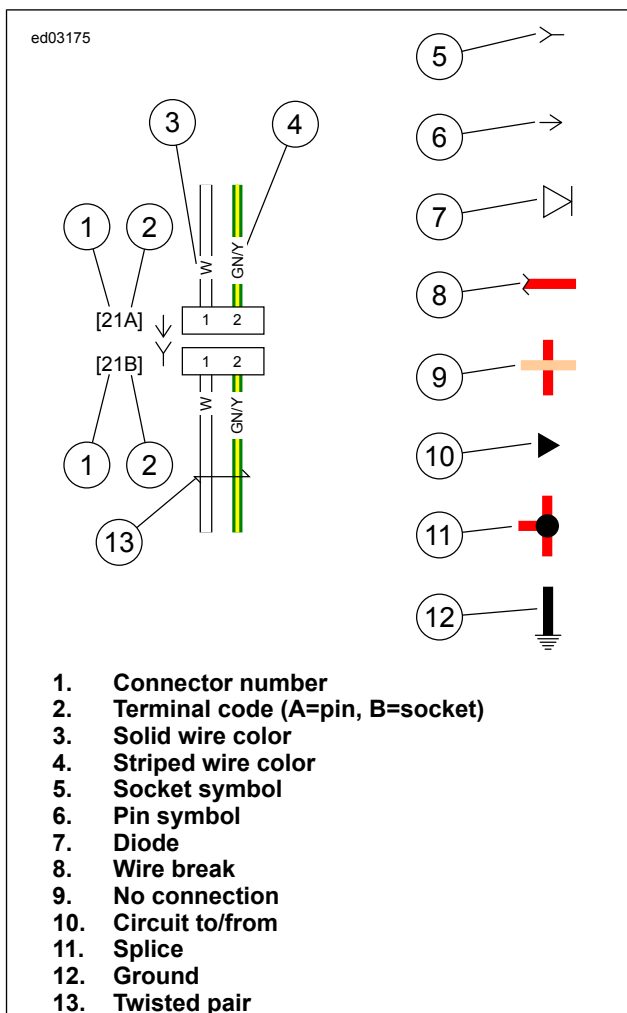 ed03175
5
3
4
6
1
2
7
W
GN/Y
8
[21A]
1 2
[21B]
1 2
9
W
GN/Y
10
1
2
13
11
12
1. Connector number
2. Terminal code (A=pin, B=socket)
3. Solid wire color
4. Striped wire color
5. Socket symbol
6. Pin symbol
7. Diode
8. Wire break
9. No connection
10. Circuit to/from
11. Splice
12. Ground
13. Twisted pair